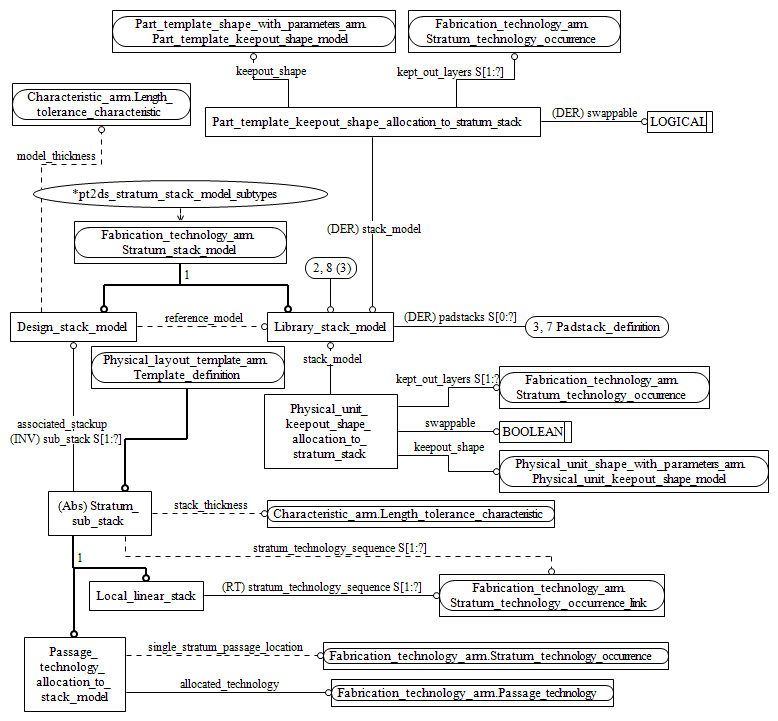 Part_template_shape_with_parameters_arm.
Part_template_keepout_shape_model
Fabrication_technology_arm.
Stratum_technology_occurrence
keepout_shape
kept_out_layers S[1:?]
Characteristic_arm.Length_
tolerance_characteristic
Part_template_keepout_shape_allocation_to_stratum_stack
(DER) swappable
LOGICAL
model_thickness
*pt2ds_stratum_stack_model_subtypes
(DER) stack_model
Fabrication_technology_arm.
Stratum_stack_model
1
2, 8 (3)
Design_stack_model
reference_model
Library_stack_model
(DER) padstacks S[0:?]
3, 7 Padstack_definition
Physical_layout_template_arm.
Template_definition
stack_model
kept_out_layers S[1:?
Fabrication_technology_arm.
Stratum_technology_occurrence
Physical_unit_
keepout_shape_
allocation_to_
stratum_stack
swappable
BOOLEAN
keepout_shape
Physical_unit_shape_with_parameters_arm.
Physical_unit_keepout_shape_model
associated_stackup
(INV) sub_stack S[1:?]
(Abs) Stratum_
sub_stack
stack_thickness
Characteristic_arm.Length_tolerance_characteristic
1
stratum_technology_sequence S[1:?]
Local_linear_stack
(RT) stratum_technology_sequence S[1:?]
Fabrication_technology_arm.
Stratum_technology_occurrence_link
Passage_
technology_
allocation_to_
stack_model
single_stratum_passage_location
Fabrication_technology_arm.Stratum_technology_occurrence
allocated_technology
Fabrication_technology_arm.Passage_technology